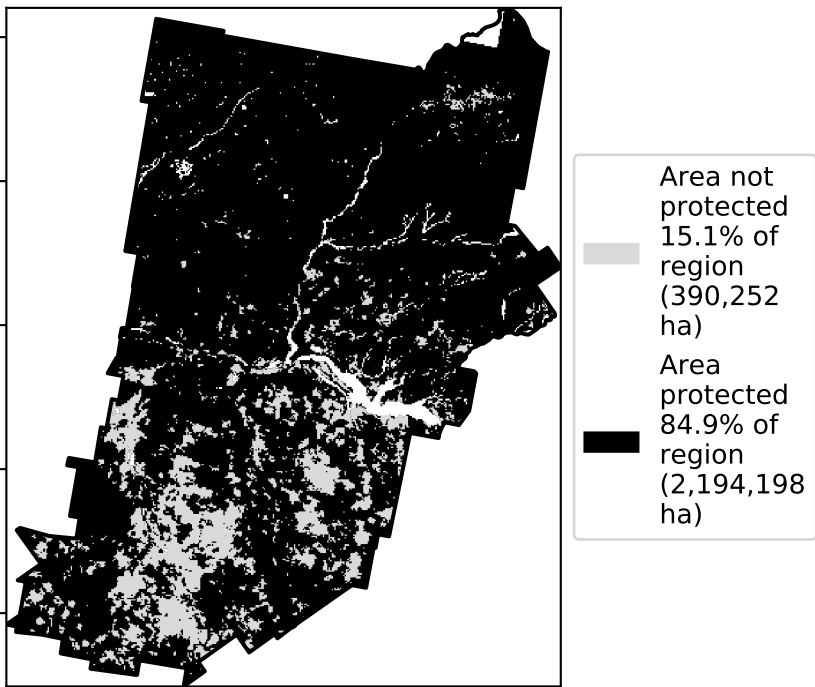 Area not
protected
15.1% of
region
(390,252
ha)
Area
protected
84.9% of
region
(2,194,198
ha)